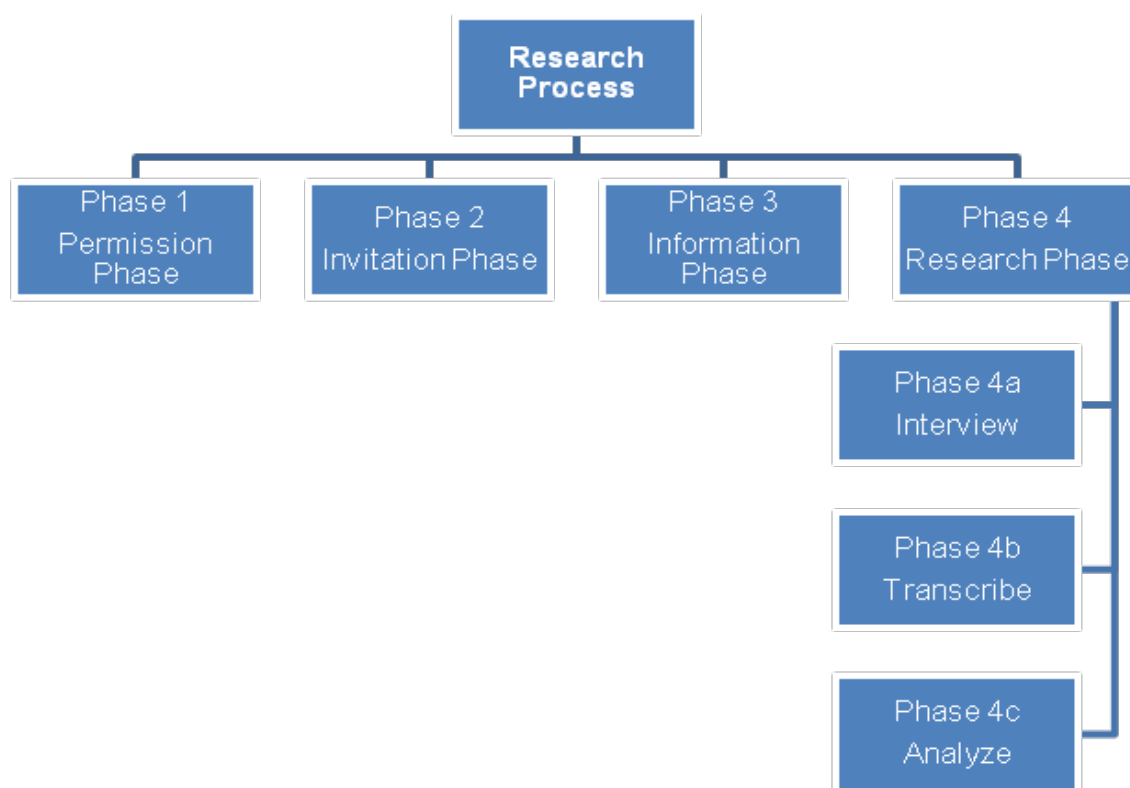 Research
Process
Phase 1
Permission
Phase
Phase 2
Invitation Phase
Phase 3
Information
Phase
Phase 4
Research Phase
Phase 4a
Interview
Phase 4b
Transcribe
Phase 4c
Analyze